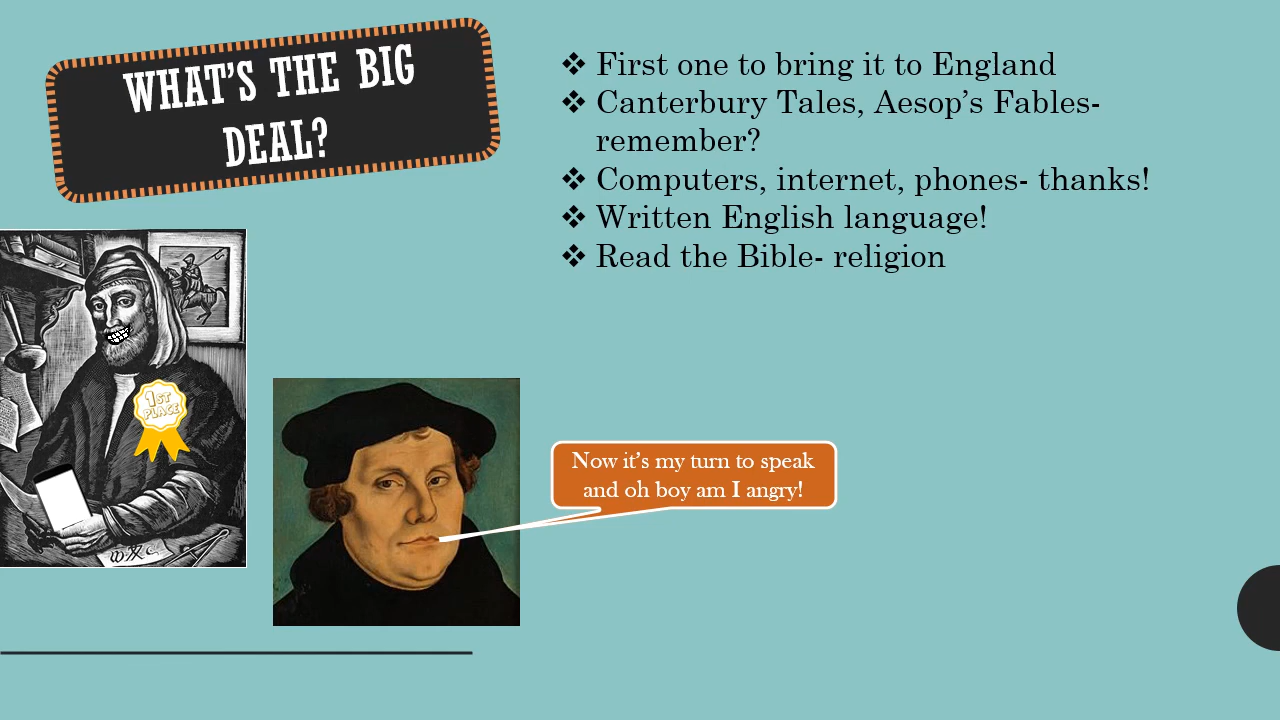 WHAT'S THE BIG
DEAL?
❖ First one to bring it to England
❖ Canterbury Tales, Aesop's Fables-
remember?
❖ Computers, internet, phones- thanks!
❖ Written English language!
❖ Read the Bible- religion
1ST
PLACE
Now it's my turn to speak
and oh boy am I angry!